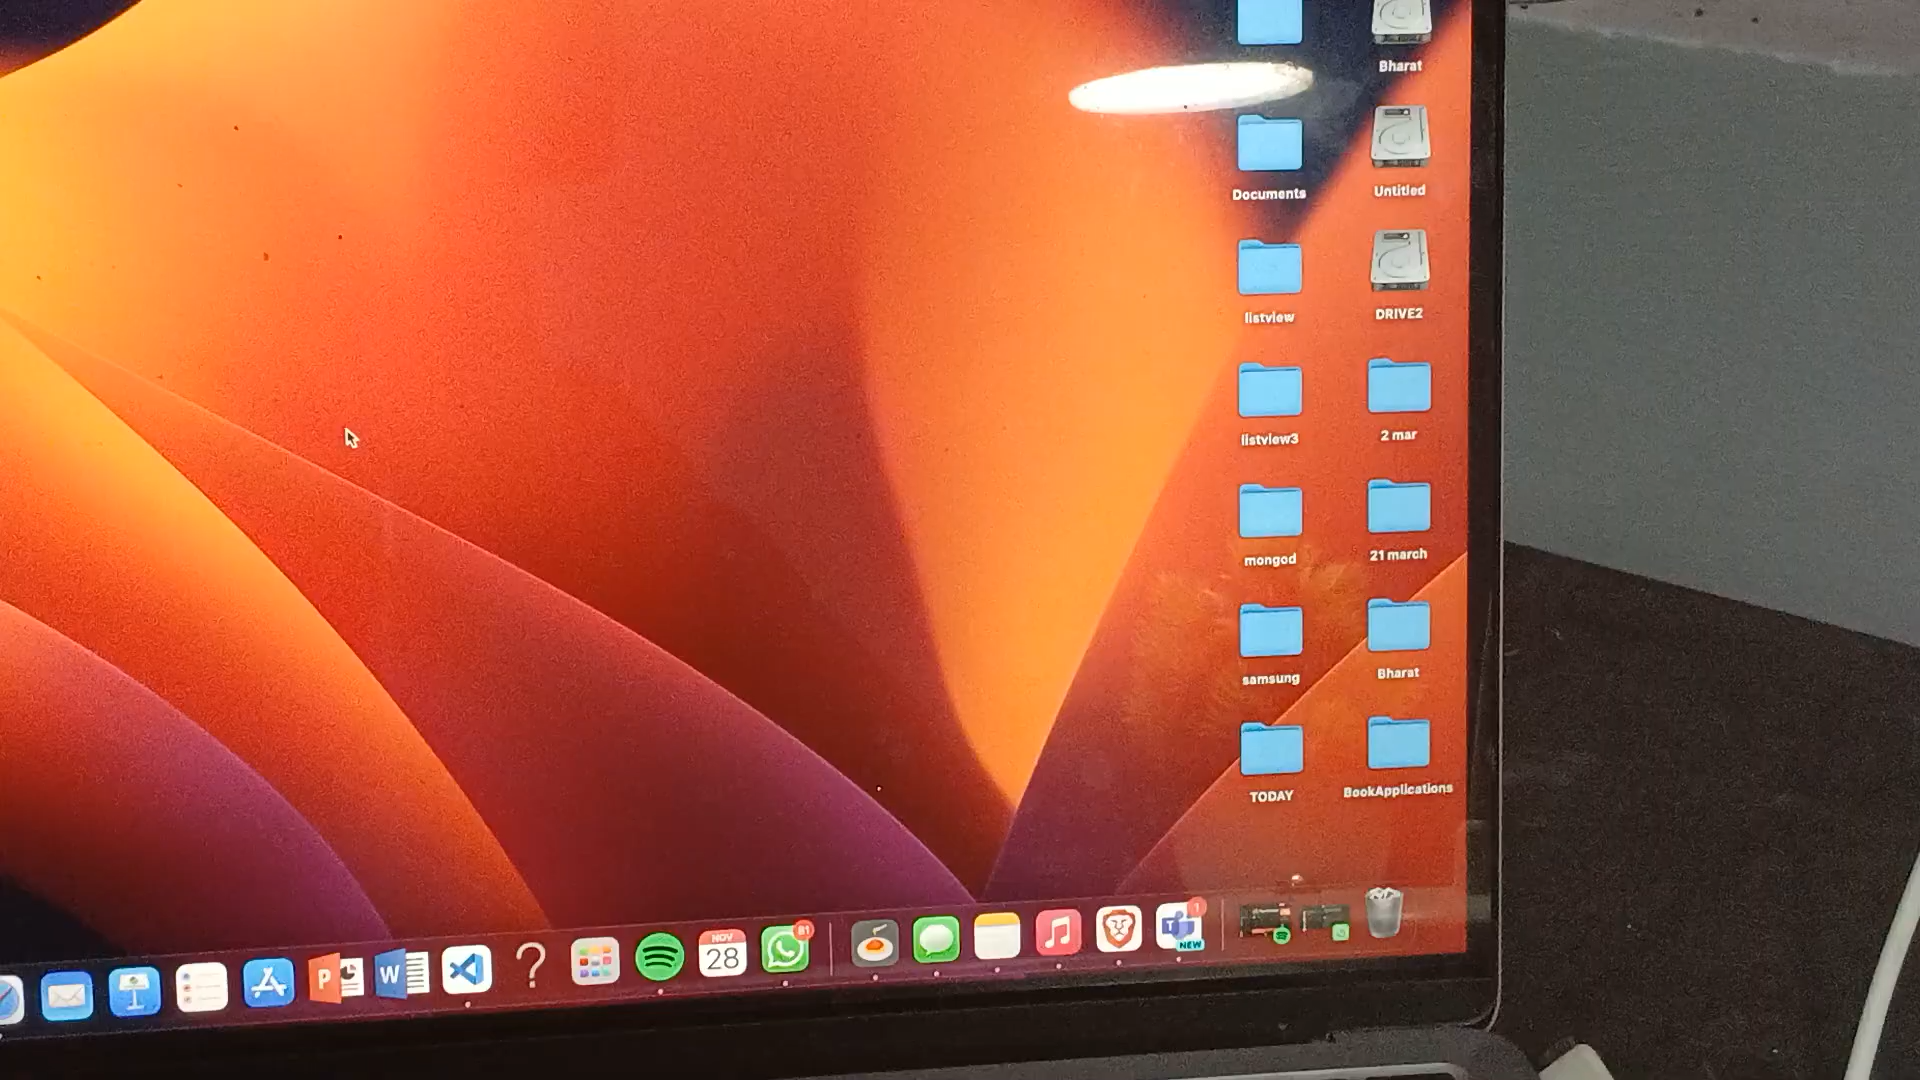 Bharat
Documents
Untitled
listview
DRIVE2
listview3
2 mar
mongod
21 march
samsung
Bharat
TODAY
BookApplications
P
W
NOV
28
81
T
1
NEW